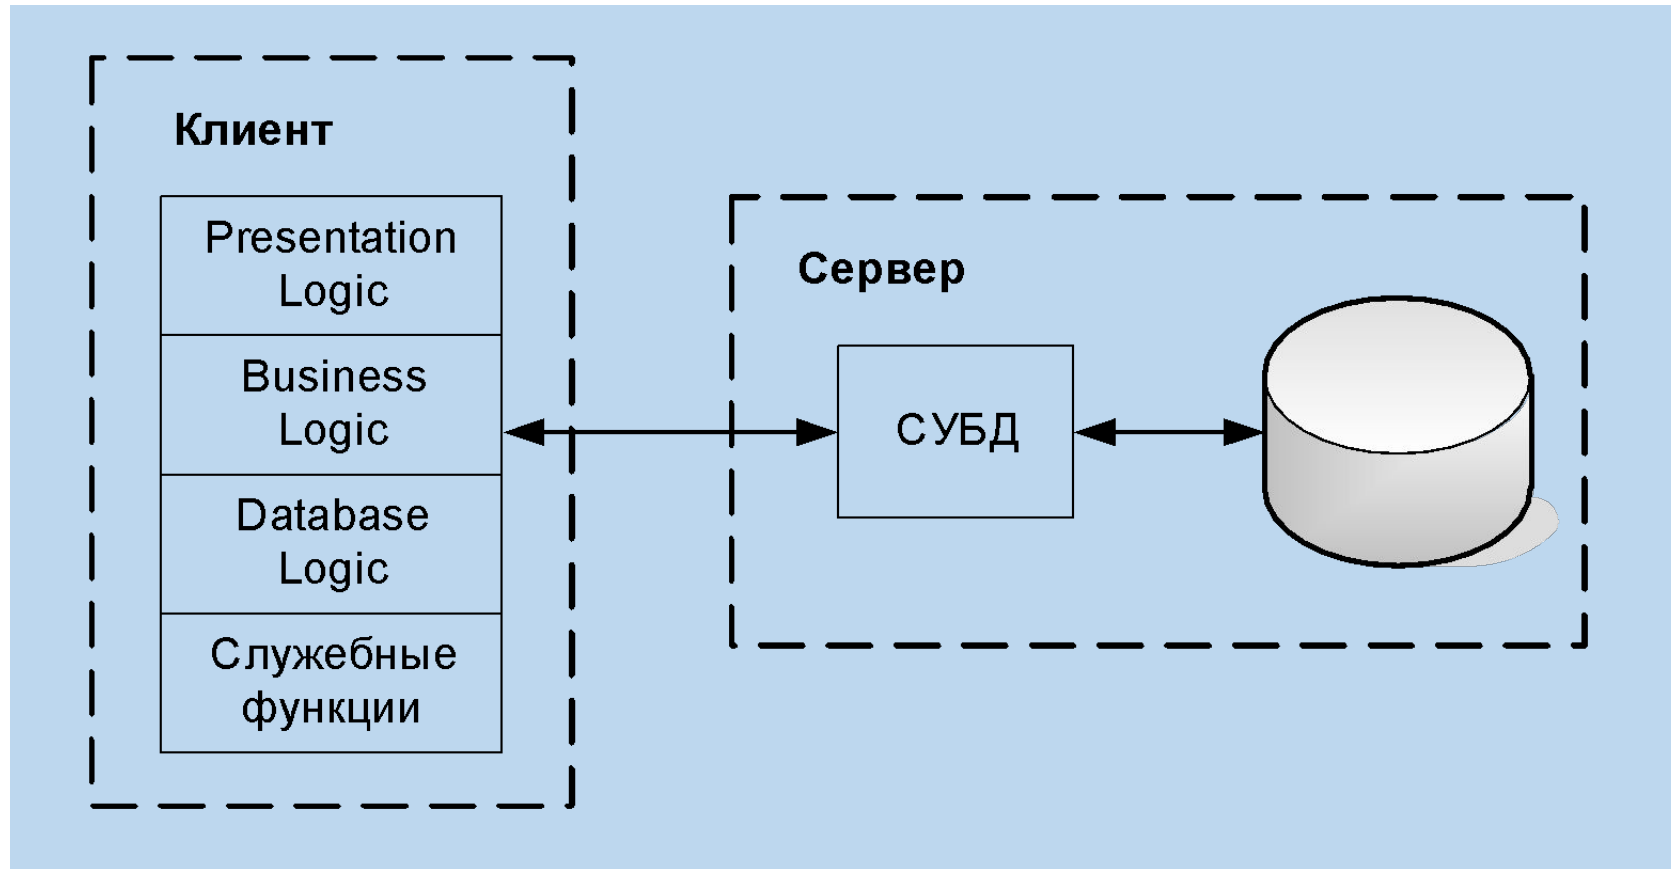 Клиент
Presentation
Logic
Business
Logic
Database
Logic
Служебные
функции
Сервер
СУБД